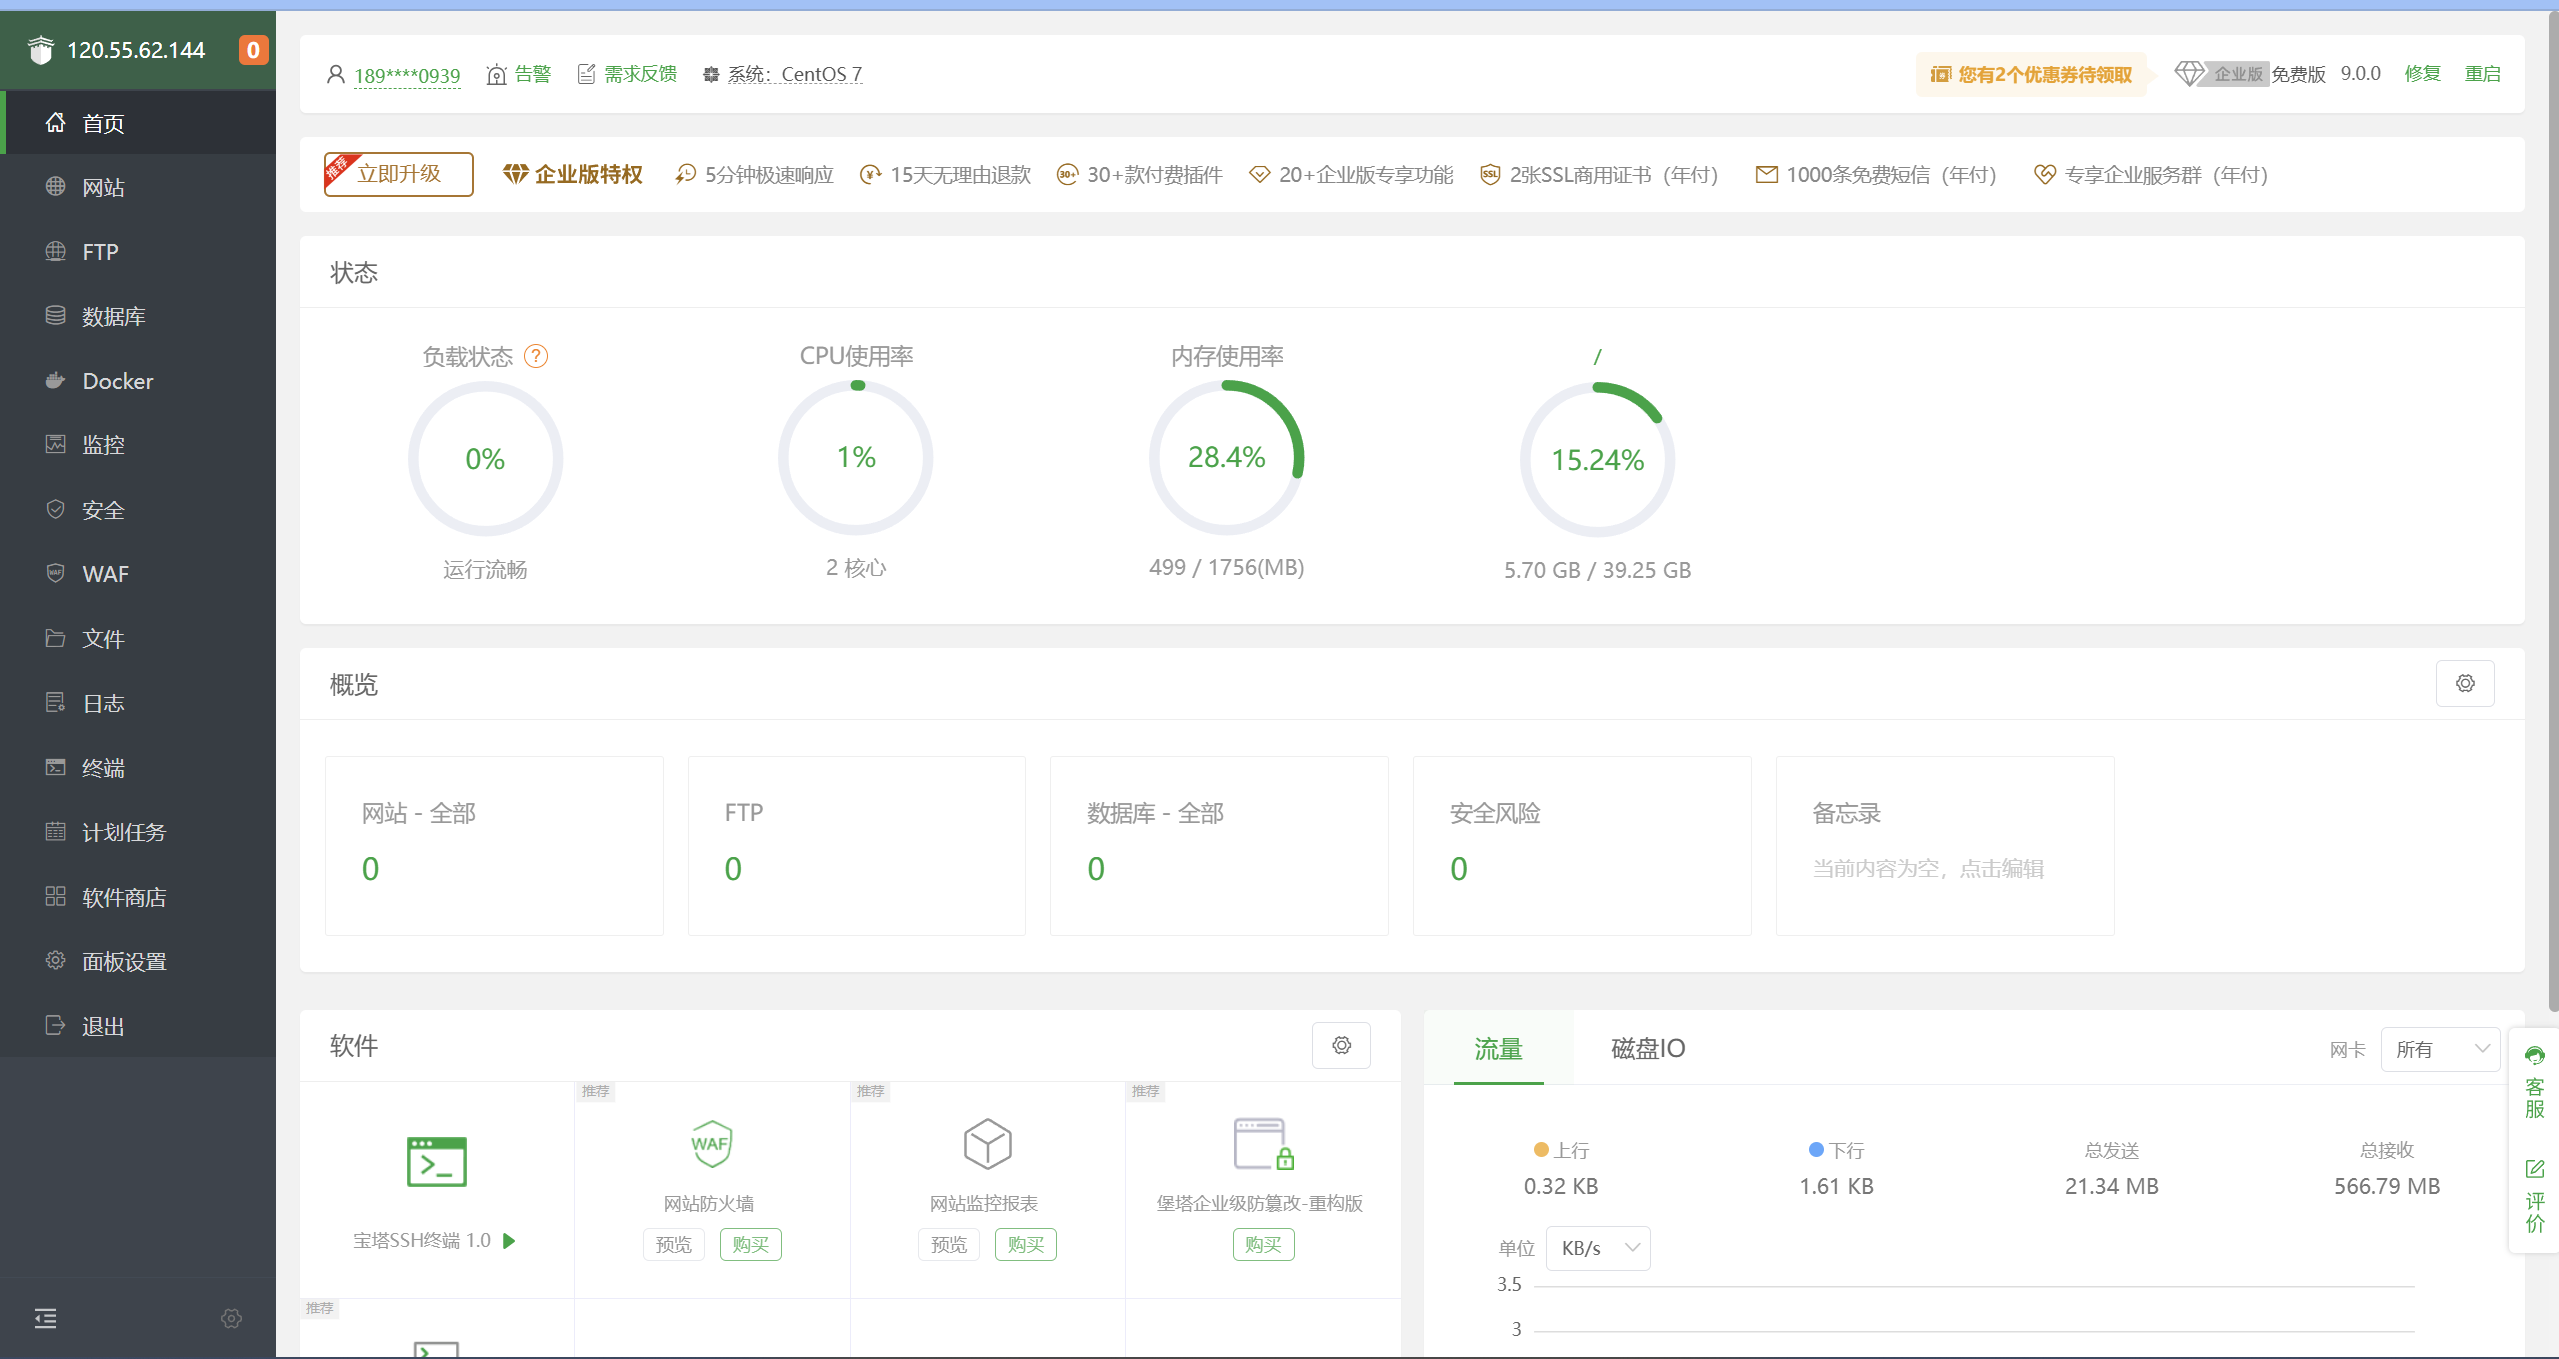 120.55.62.144 0
首页
网站
FTP
数据库
Docker
监控
安全
WAF
文件
日志
终端
计划任务
软件商店
面板设置
退出
189****0939 告警 需求反馈 系统：CentOS 7
您有2个优惠券待领取 企业版 免费版 9.0.0 修复 重启
推荐 立即升级 企业版特权 5分钟极速响应 15天无理由退款 30+ 30+款付费插件 20+企业版专享功能 SSL 2张SSL商用证书（年付） 1000条免费短信（年付） 专享企业服务群（年付）
状态
负载状态 ? CPU使用率 内存使用率 /
0% 1% 28.4% 15.24%
运行流畅 2 核心 499 / 1756(MB) 5.70 GB / 39.25 GB
概览
网站 - 全部 FTP 数据库 - 全部 安全风险 备忘录
0 0 0 0 当前内容为空，点击编辑
软件
推荐 推荐 推荐
WAF
网站防火墙 网站监控报表 堡塔企业级防篡改-重构版
宝塔SSH终端 1.0 预览 购买 预览 购买 购买
推荐
流量 磁盘IO 网卡 所有
上行 下行 总发送 总接收
0.32 KB 1.61 KB 21.34 MB 566.79 MB
单位 KB/s
3.5
3
客服
评价